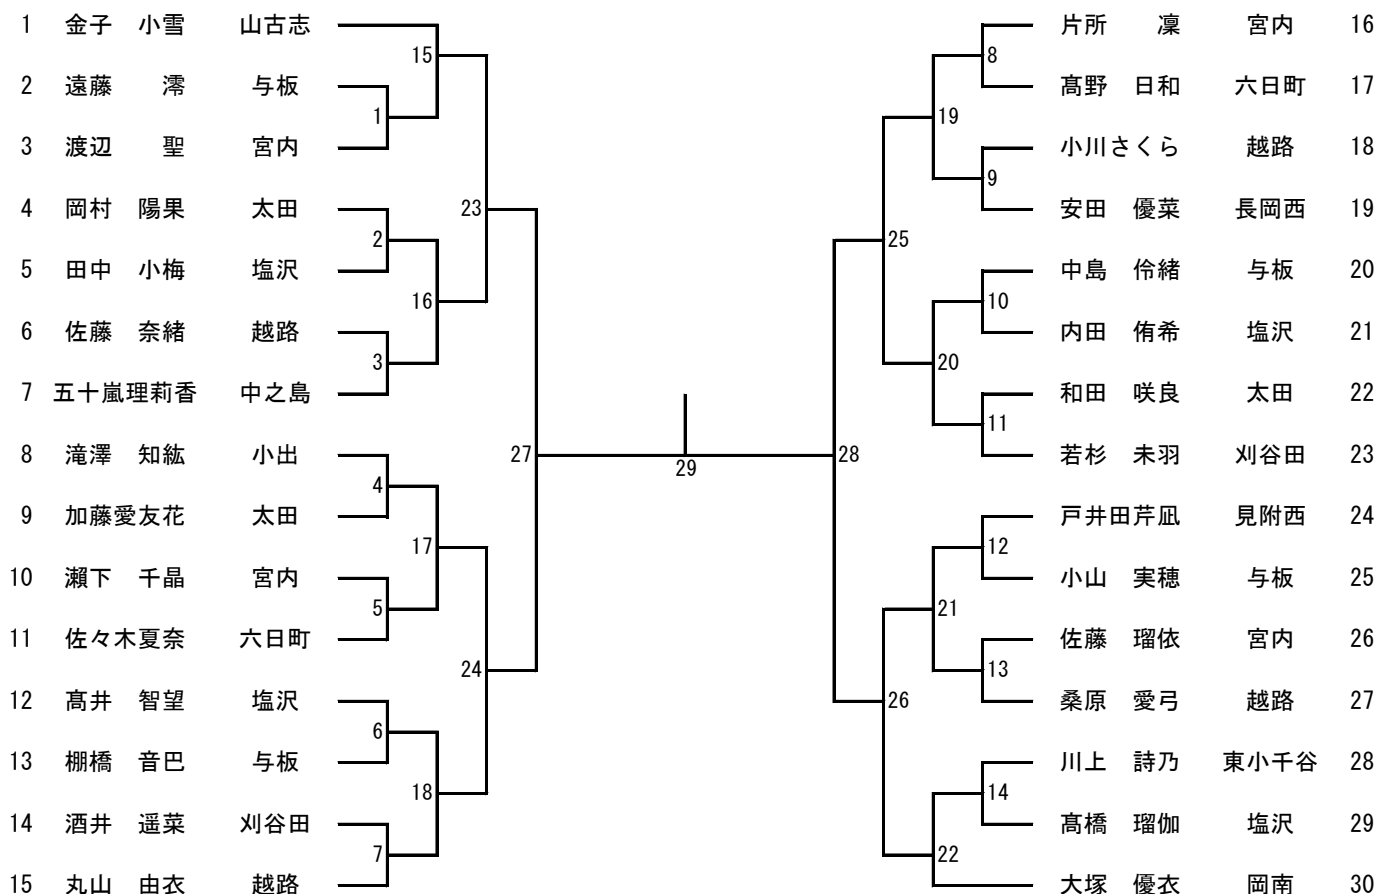 1 金子 小雪 山古志
2 遠藤 澪 与板
3 渡辺 聖 宮内
4 岡村 陽果 太田
5 田中 小梅 塩沢
6 佐藤 奈緒 越路
7 五十嵐理莉香 中之島
8 滝澤 知紘 小出
9 加藤愛友花 太田
10 瀬下 千晶 宮内
11 佐々木夏奈 六日町
12 髙井 智望 塩沢
13 棚橋 音巴 与板
14 酒井 遥菜 刈谷田
15 丸山 由衣 越路
15
1
23
2
16
3
27
4
17
5
24
6
18
7
29
8
19
9
25
10
20
11
28
12
21
13
26
14
22
片所 凜 宮内 16
髙野 日和 六日町 17
小川さくら 越路 18
安田 優菜 長岡西 19
中島 伶緒 与板 20
内田 侑希 塩沢 21
和田 咲良 太田 22
若杉 未羽 刈谷田 23
戸井田芹凪 見附西 24
小山 実穂 与板 25
佐藤 瑠依 宮内 26
桑原 愛弓 越路 27
川上 詩乃 東小千谷 28
髙橋 瑠伽 塩沢 29
大塚 優衣 岡南 30